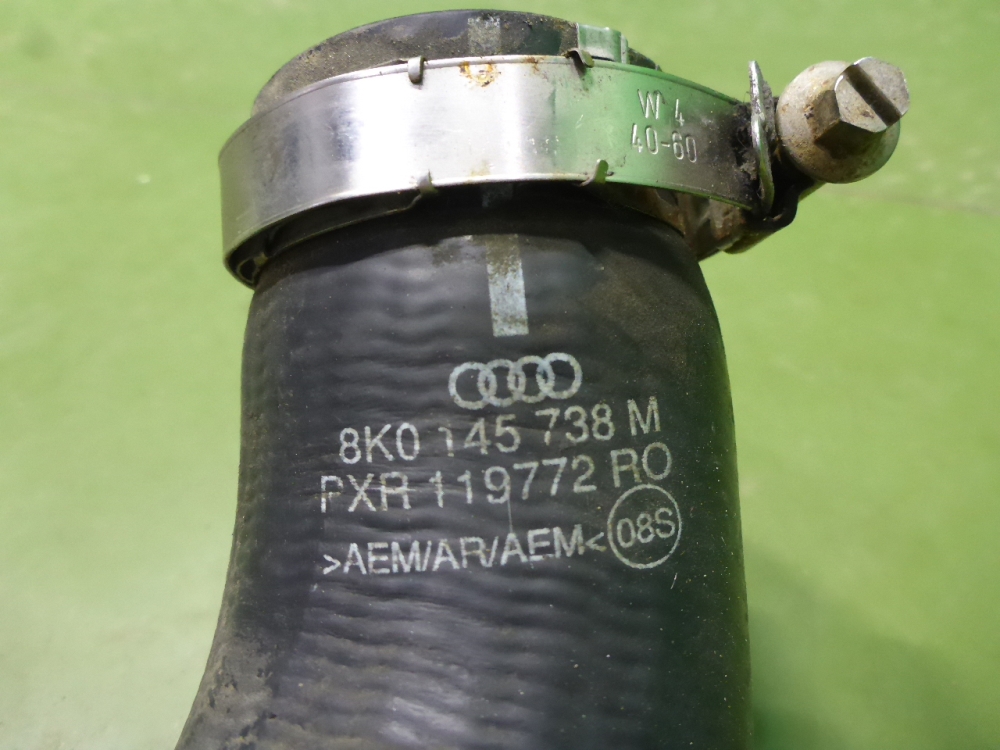 W 4
40-60
8K0 145 738 M
PXR 119772 RO
>AEM/AR/AEM< 08S